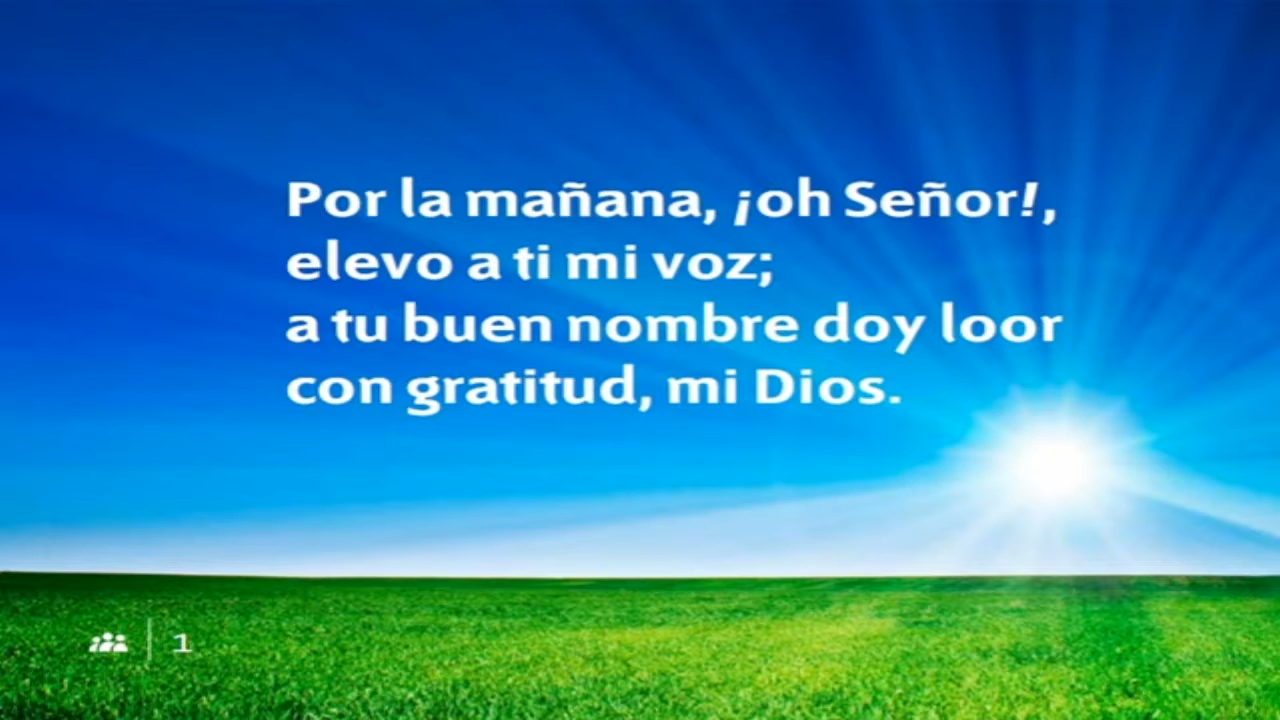 Por la mañana, ¡oh Señor!,
elevo a ti mi voz;
a tu buen nombre doy loor
con gratitud, mi Dios.
1